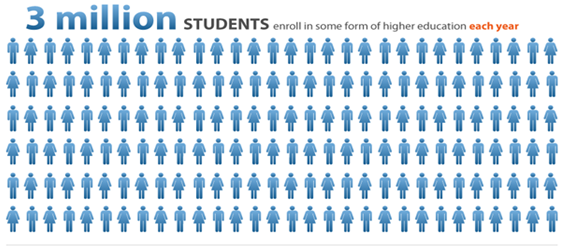 3 million STUDENTS enroll in some form of higher education each year